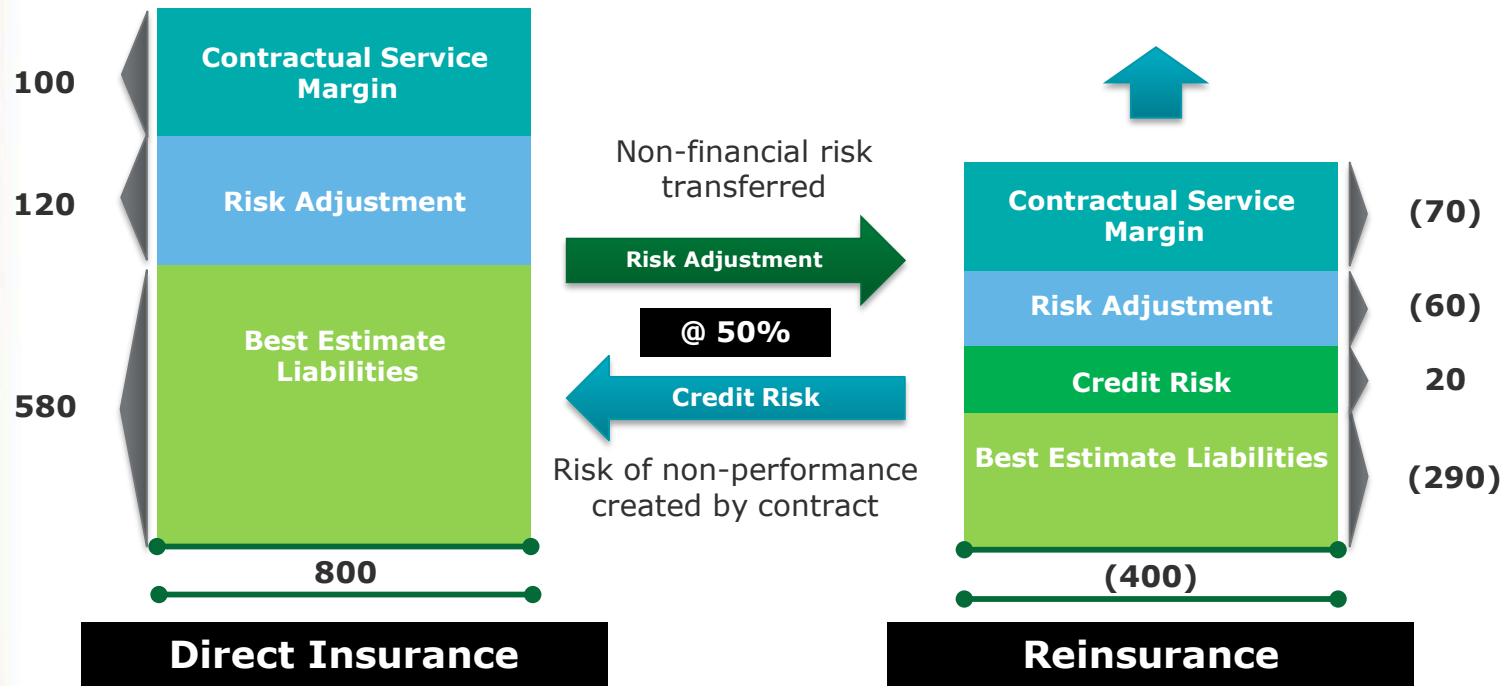 100
Contractual Service
Margin
120
Risk Adjustment
580
Best Estimate
Liabilities
800
Direct Insurance
Non-financial risk
transferred
Risk Adjustment
@ 50%
Credit Risk
Risk of non-performance
created by contract
Contractual Service
Margin
(70)
Risk Adjustment
(60)
Credit Risk
20
Best Estimate Liabilities
(290)
(400)
Reinsurance